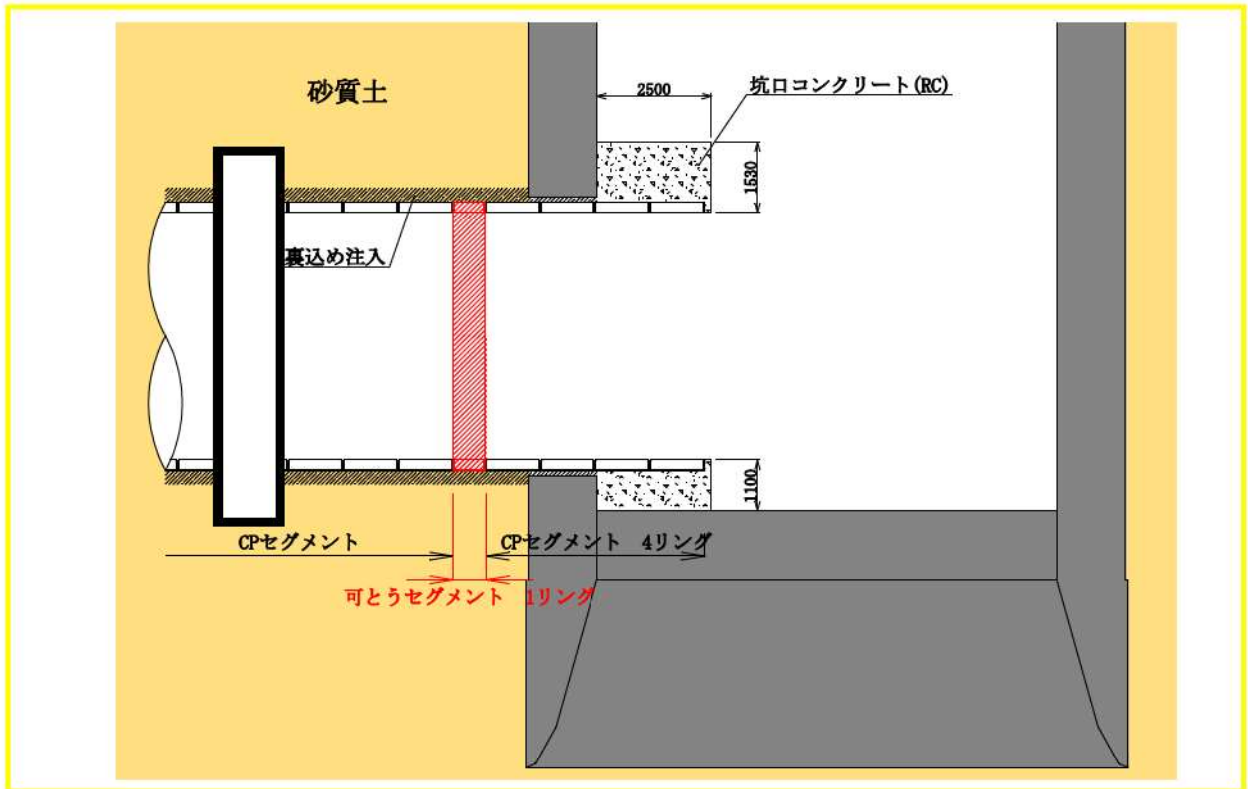 砂質土
2500
坑口コンクリート(RC)
1530
裏込め注入
1100
CPセグメント
CPセグメント 4リング
可とうセグメント 1リング